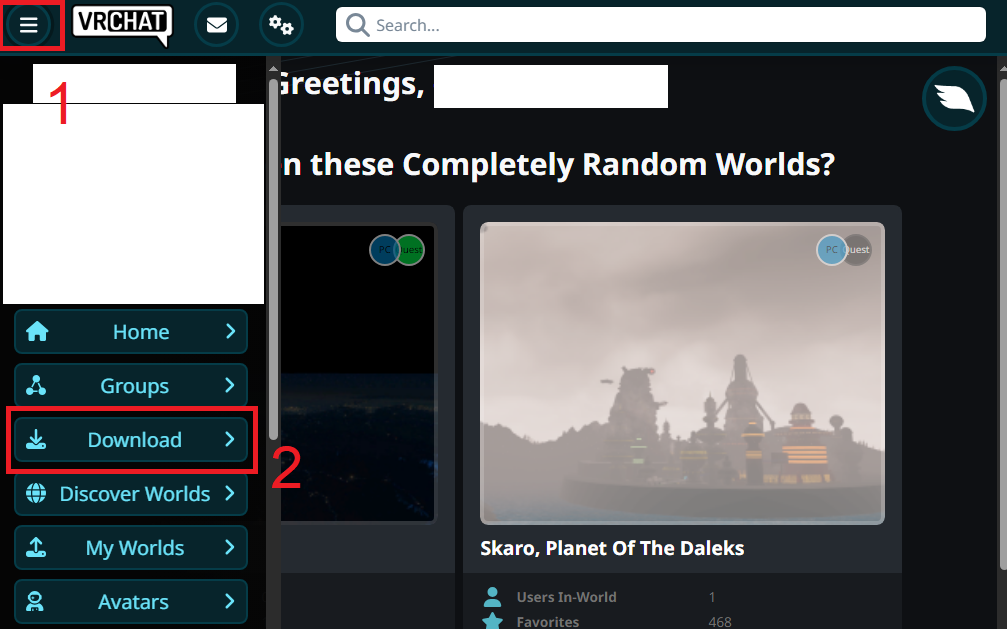 VRCHAT
Search...
1
Greetings,
n these Completely Random Worlds?
PC Quest
PC Quest
Home
Groups
Download
2
Discover Worlds
My Worlds
Avatars
Skaro, Planet Of The Daleks
Users In-World 1
Favorites 468